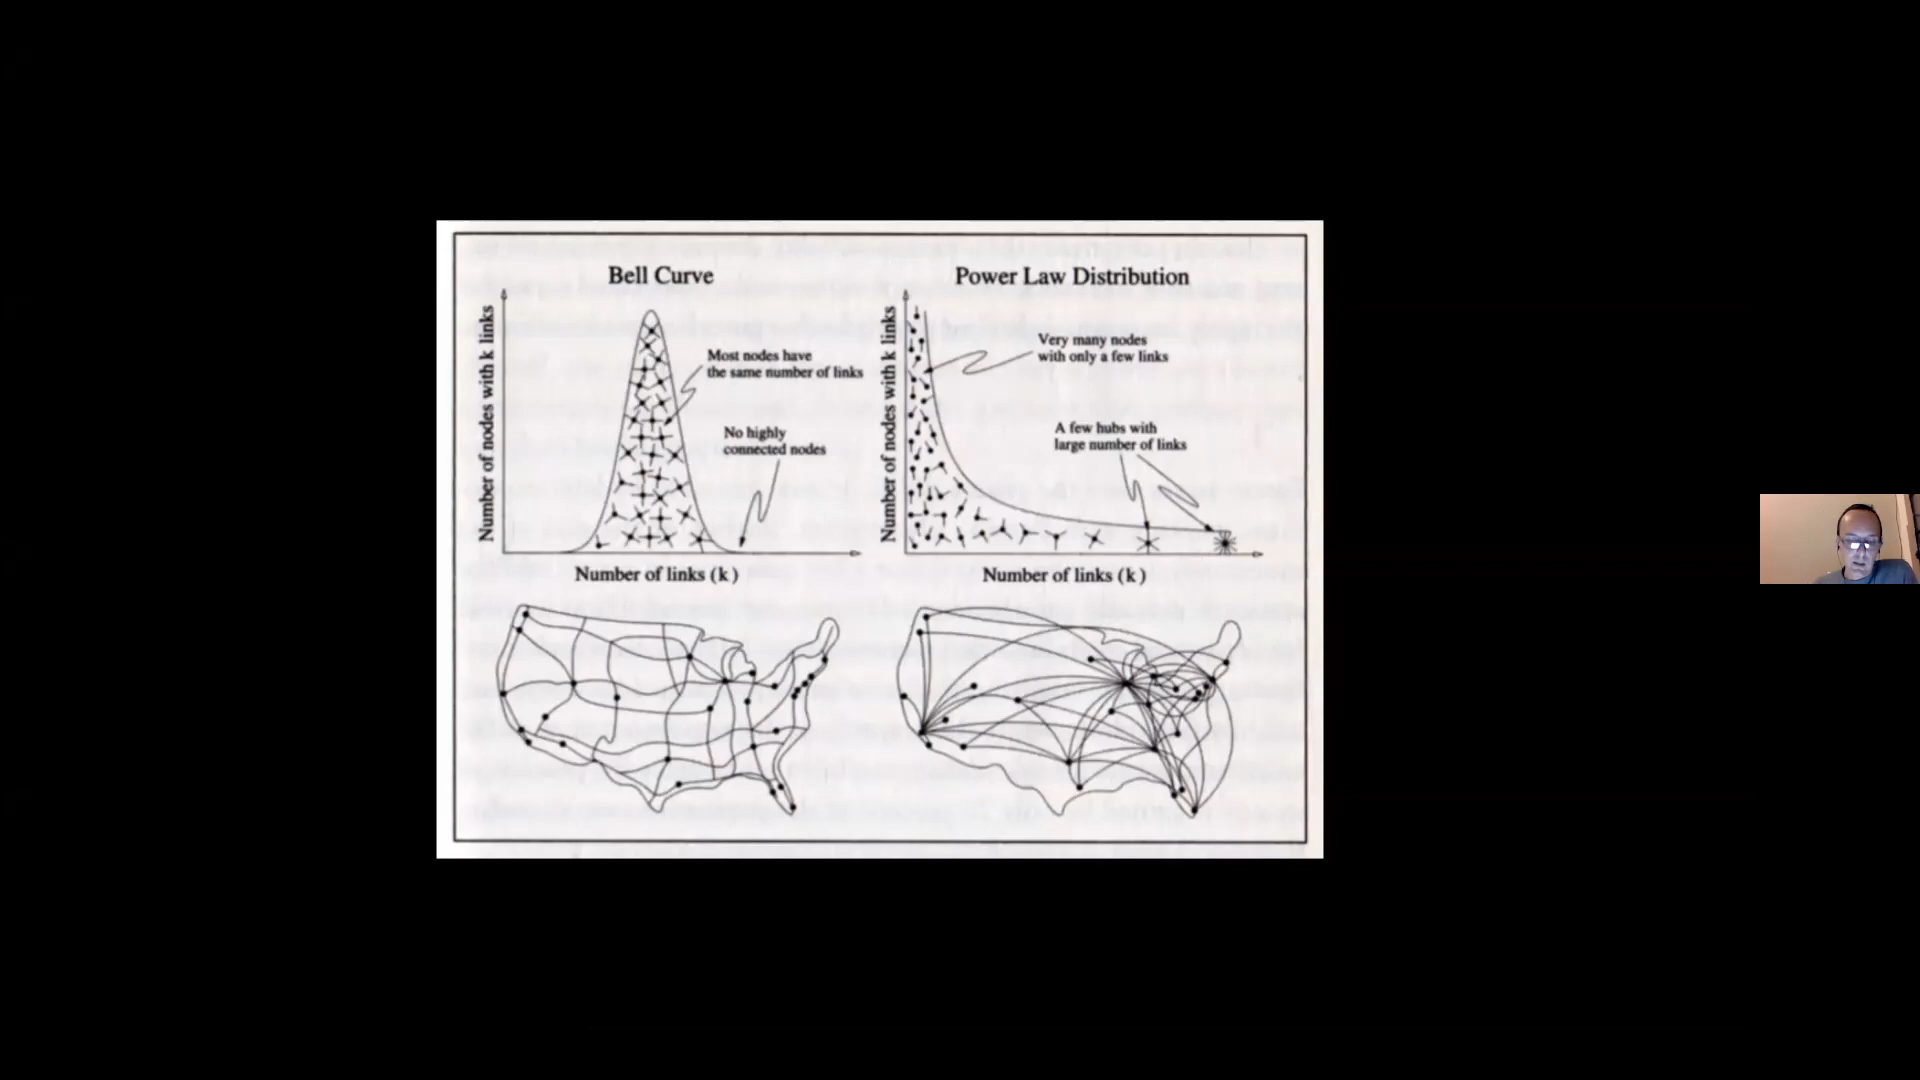 Bell Curve
Number of nodes with k links
Most nodes have
the same number of links
No highly
connected nodes
Number of links (k)
Power Law Distribution
Number of nodes with k links
Very many nodes
with only a few links
A few hubs with
large number of links
Number of links (k)